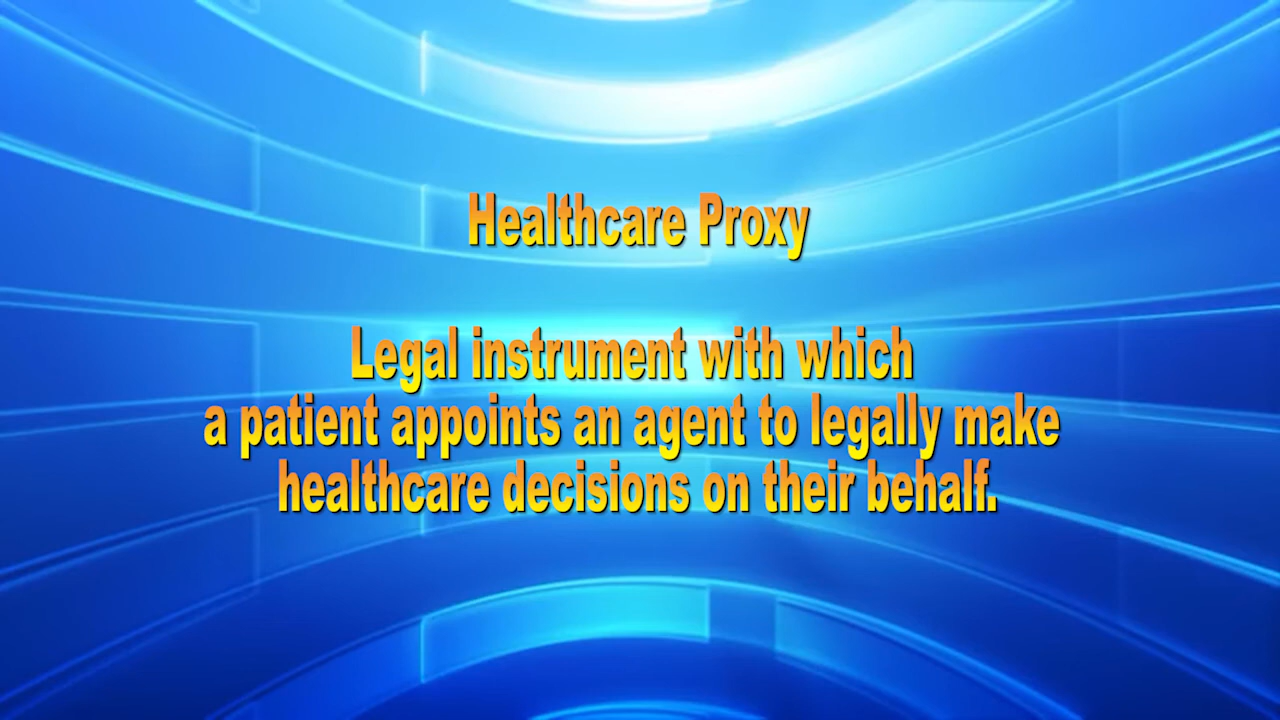 Healthcare Proxy
Legal instrument with which
a patient appoints an agent to legally make
healthcare decisions on their behalf.